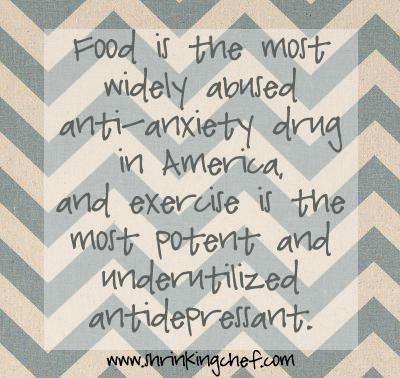 Food is the most
widely abused
anti-anxiety drug
in America,
and exercise is the
most potent and
underutilized
antidepressant.
www.shrinkingchef.com